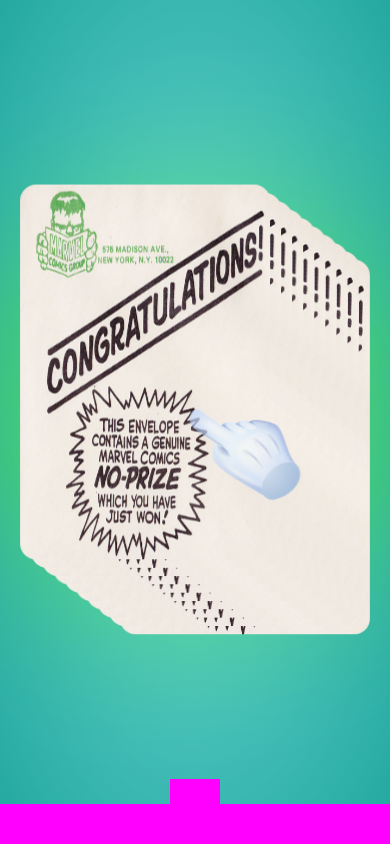 MARVEL
COMICS GROUP
575 MADISON AVE.,
NEW YORK, N.Y. 10022
CONGRATULATIONS!
THIS ENVELOPE
CONTAINS A GENUINE
MARVEL COMICS
NO-PRIZE
WHICH YOU HAVE
JUST WON!